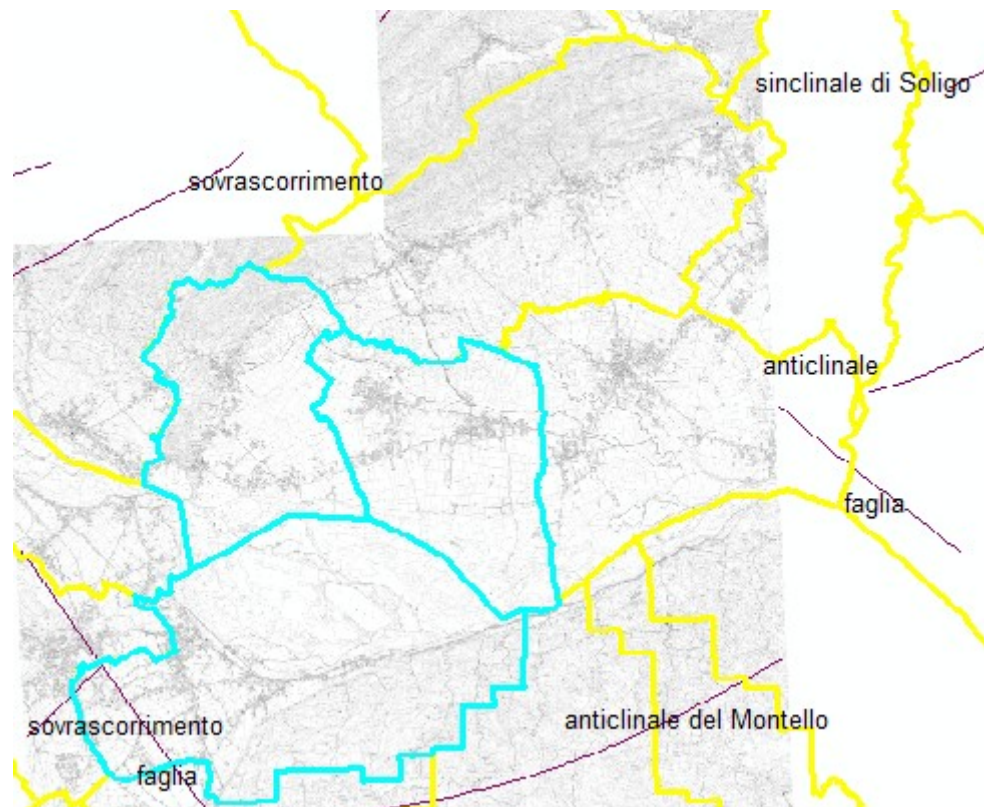 sinclinale di Soligo
sovrascorrimento
anticlinale
faglia
anticlinale del Montello
sovrascorrimento
faglia